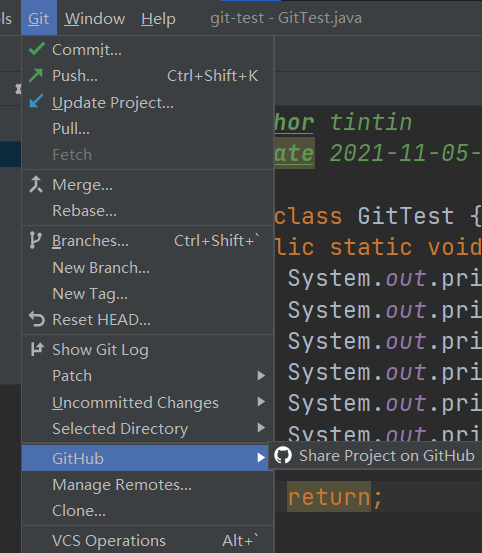 Git Window Help git-test - GitTest.java
Commit...
Push... Ctrl+Shift+K
Update Project...
Pull...
Fetch
Merge...
Rebase...
Branches... Ctrl+Shift+`
New Branch...
New Tag...
Reset HEAD...
Show Git Log
Patch
Uncommitted Changes
Selected Directory
GitHub
Share Project on GitHub
Manage Remotes...
Clone...
VCS Operations Alt+`
hor tintin
ate 2021-11-05-
class GitTest {
lic static void
System.out.pri
System.out.pri
System.out.pri
System.out.pri
System.out.pri
System.out.pri
return;